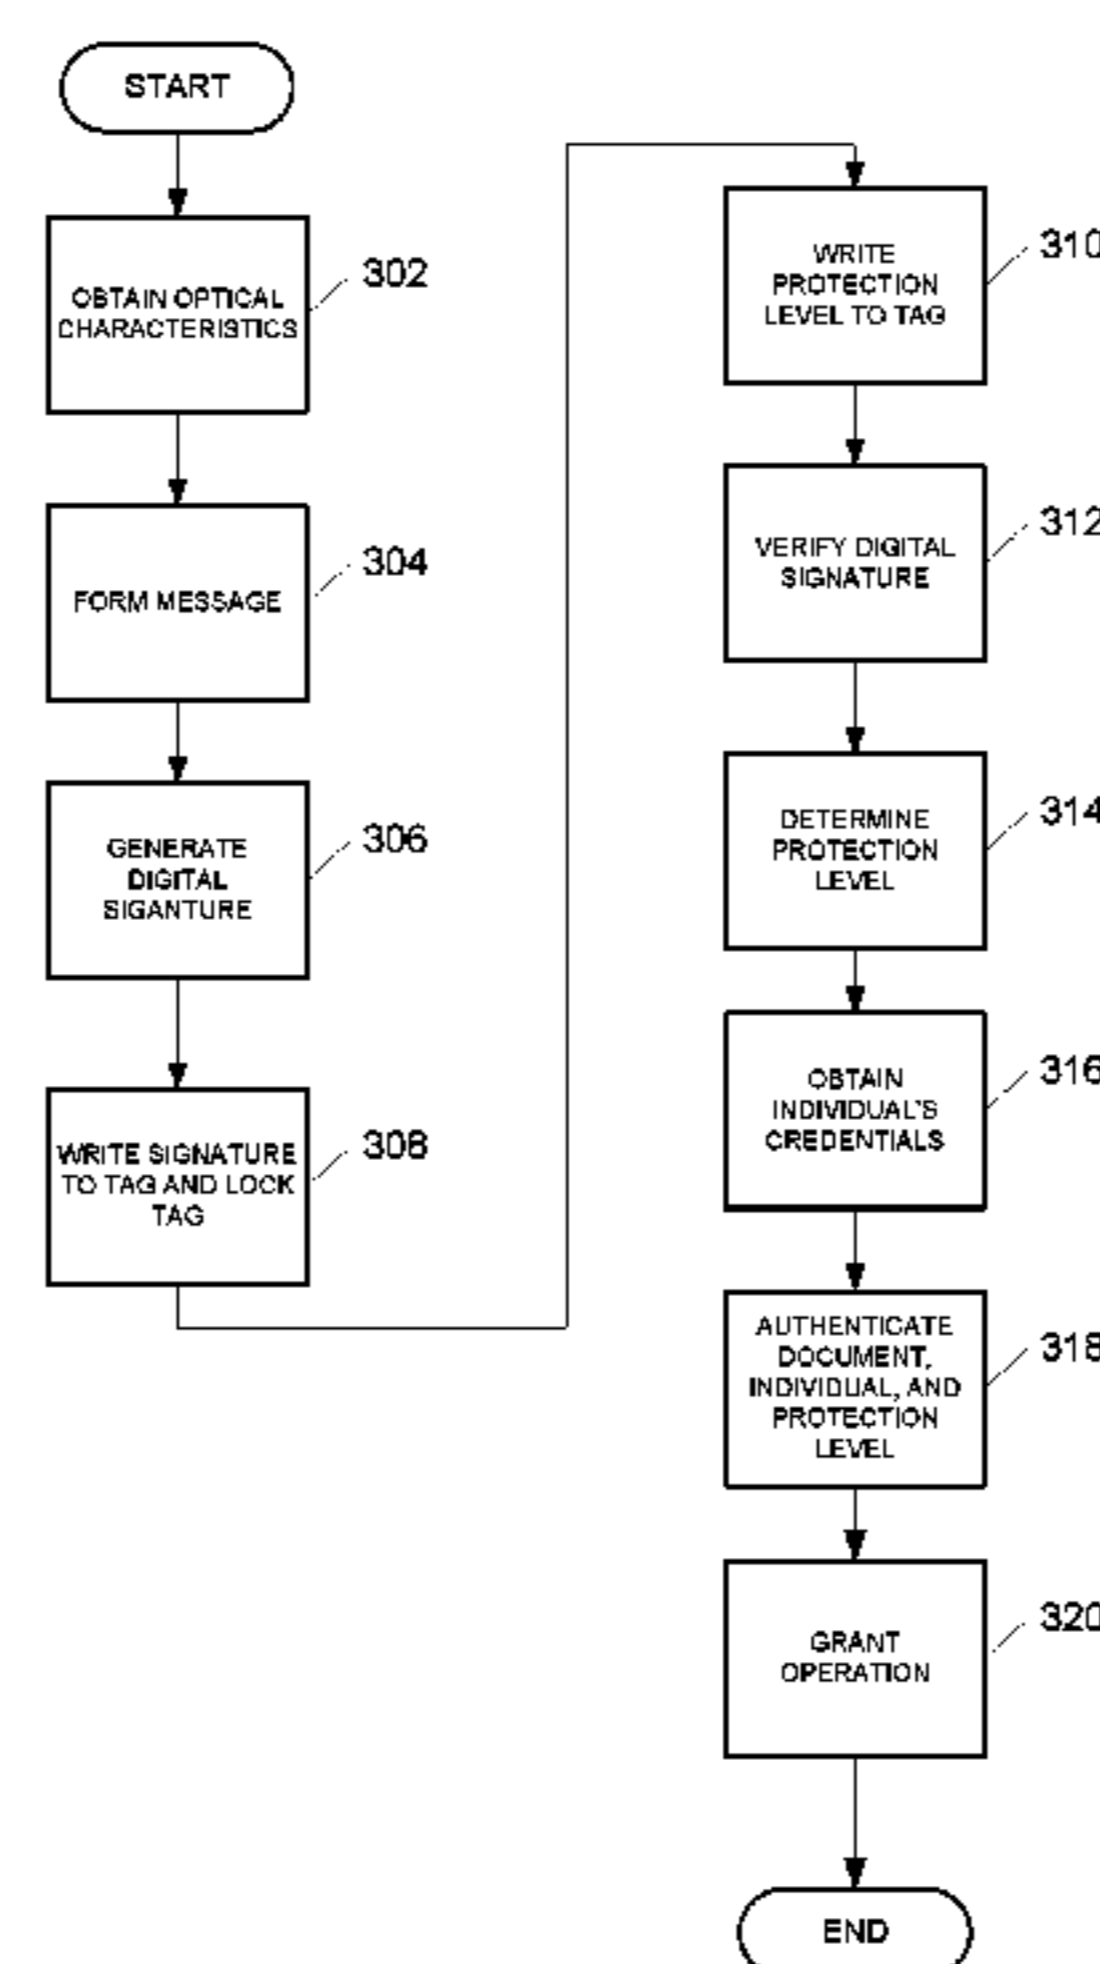 START
OBTAIN OPTICAL
CHARACTERISTICS
302
FORM MESSAGE
304
GENERATE
DIGITAL
SIGANTURE
306
WRITE SIGNATURE
TO TAG AND LOCK
TAG
308
WRITE
PROTECTION
LEVEL TO TAG
310
VERIFY DIGITAL
SIGNATURE
312
DETERMINE
PROTECTION
LEVEL
314
OBTAIN
INDIVIDUAL'S
CREDENTIALS
316
AUTHENTICATE
DOCUMENT,
INDIVIDUAL, AND
PROTECTION
LEVEL
318
GRANT
OPERATION
320
END